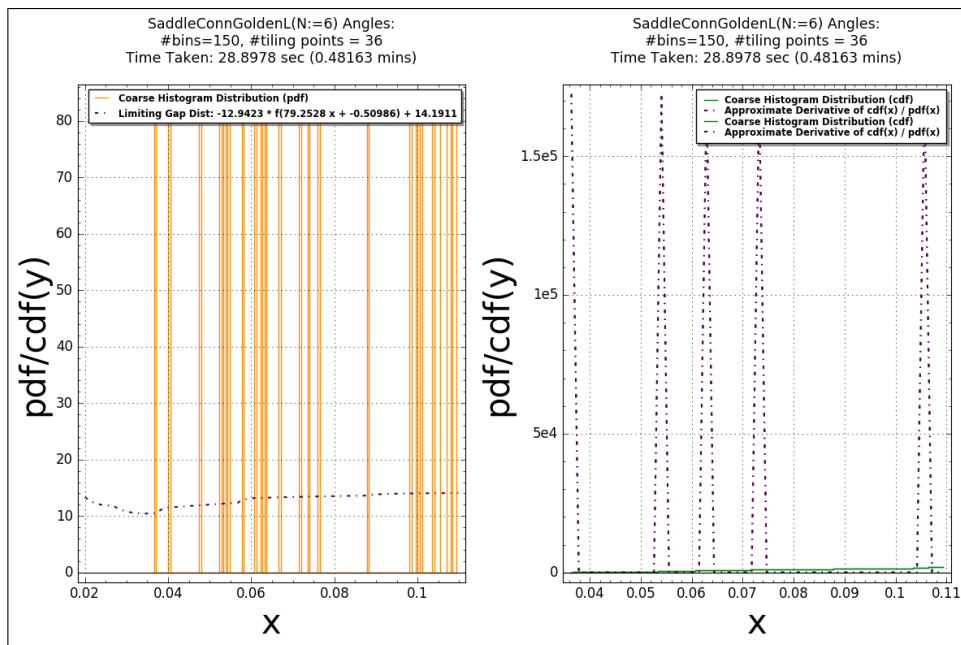 SaddleConnGoldenL(N:=6) Angles:
#bins=150, #tiling points = 36
Time Taken: 28.8978 sec (0.48163 mins)
Coarse Histogram Distribution (pdf)
Limiting Gap Dist: -12.9423 * f(79.2528 x + -0.50986) + 14.1911
80
70
60
50
40
30
20
10
0
pdf/cdf(y)
0.02
0.04
0.06
0.08
0.1
x
SaddleConnGoldenL(N:=6) Angles:
#bins=150, #tiling points = 36
Time Taken: 28.8978 sec (0.48163 mins)
Coarse Histogram Distribution (cdf)
Approximate Derivative of cdf(x) / pdf(x)
Coarse Histogram Distribution (cdf)
Approximate Derivative of cdf(x) / pdf(x)
1.5e5
1e5
5e4
0
pdf/cdf(y)
0.04
0.05
0.06
0.07
0.08
0.09
0.1
0.11
x